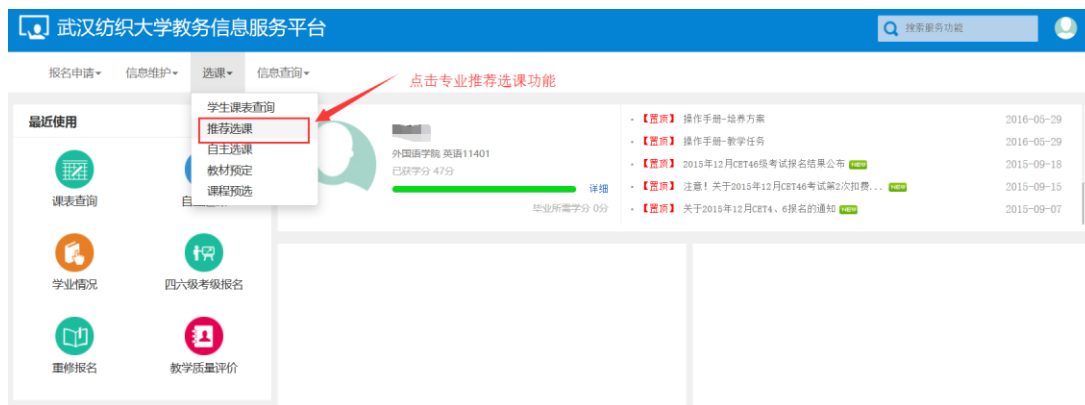 武汉纺织大学教务信息服务平台
搜索服务功能
报名申请 信息维护 选课 信息查询
点击专业推荐选课功能
学生课表查询
推荐选课
自主选课
教材预定
课程预选
最近使用
课表查询
学业情况
四六级考级报名
重修报名
教学质量评价
外国语学院 英语11401
已获学分 47分
详细
毕业所需学分 0分
【置顶】 操作手册-培养方案 2016-05-29
【置顶】 操作手册-教学任务 2016-05-29
【置顶】 2015年12月CET46级考试报名结果公布 NEW 2015-09-18
【置顶】 注意！关于2015年12月CET46考试第2次扣费... NEW 2015-09-15
【置顶】 关于2015年12月CET4、6报名的通知 NEW 2015-09-07